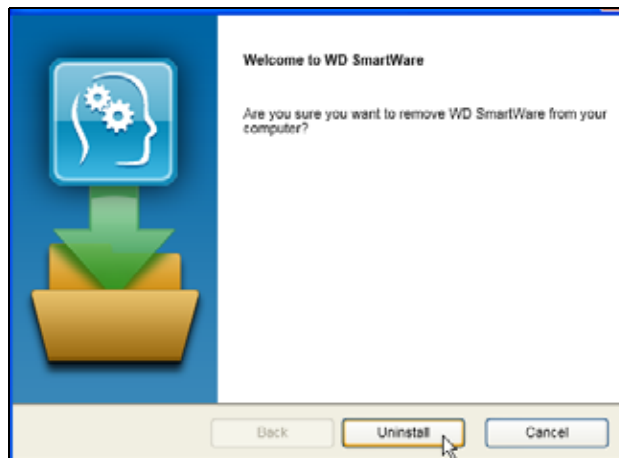 Welcome to WD SmartWare
Are you sure you want to remove WD SmartWare from your
computer?
Back
Uninstall
Cancel